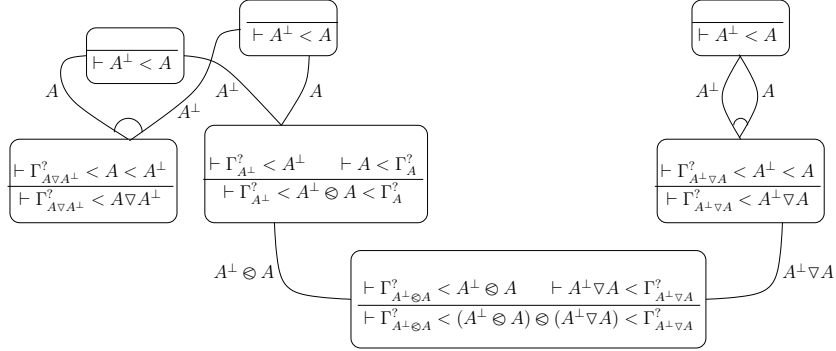 ⊢ A^⊥ < A
⊢ A^⊥ < A
⊢ A^⊥ < A
A
A^⊥
A^⊥
A
A^⊥
A
⊢ Γ^?_{A▽A^⊥} < A < A^⊥
⊢ Γ^?_{A▽A^⊥} < A▽A^⊥
⊢ Γ^?_{A^⊥} < A^⊥ ⊢ A < Γ^?_A
⊢ Γ^?_{A^⊥} < A^⊥ ⧀ A < Γ^?_A
⊢ Γ^?_{A^⊥▽A} < A^⊥ < A
⊢ Γ^?_{A^⊥▽A} < A^⊥▽A
A^⊥ ⧀ A
A^⊥▽A
⊢ Γ^?_{A^⊥⧀A} < A^⊥ ⧀ A ⊢ A^⊥▽A < Γ^?_{A^⊥▽A}
⊢ Γ^?_{A^⊥⧀A} < (A^⊥ ⧀ A) ⧀ (A^⊥▽A) < Γ^?_{A^⊥▽A}